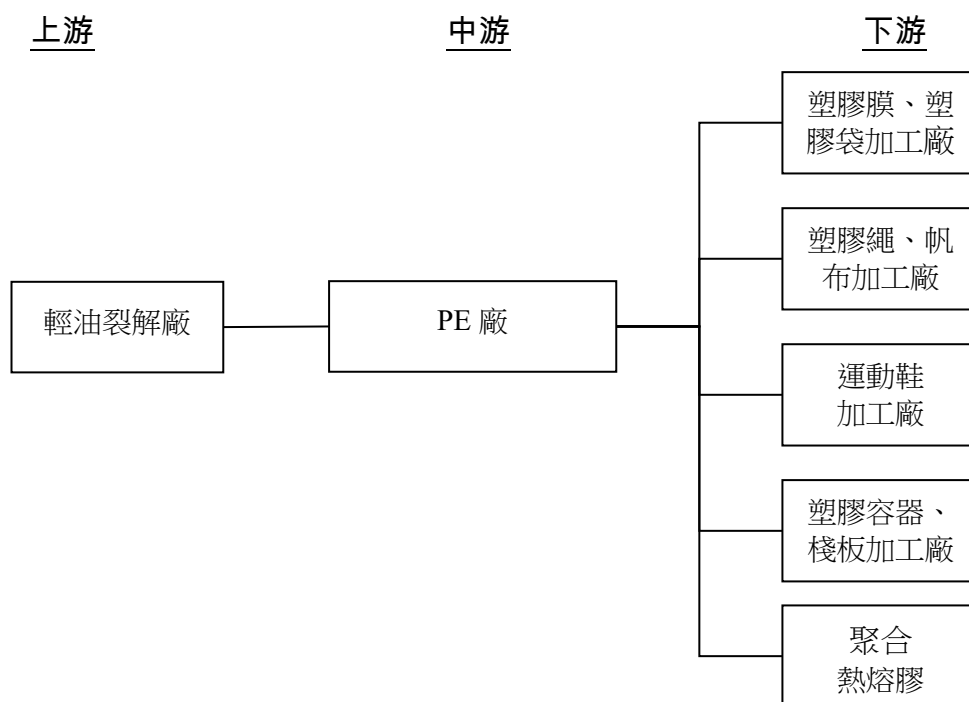 上游
中游
下游
塑膠膜、塑
膠袋加工廠
塑膠繩、帆
布加工廠
輕油裂解廠
PE 廠
運動鞋
加工廠
塑膠容器、
棧板加工廠
聚合
熱熔膠